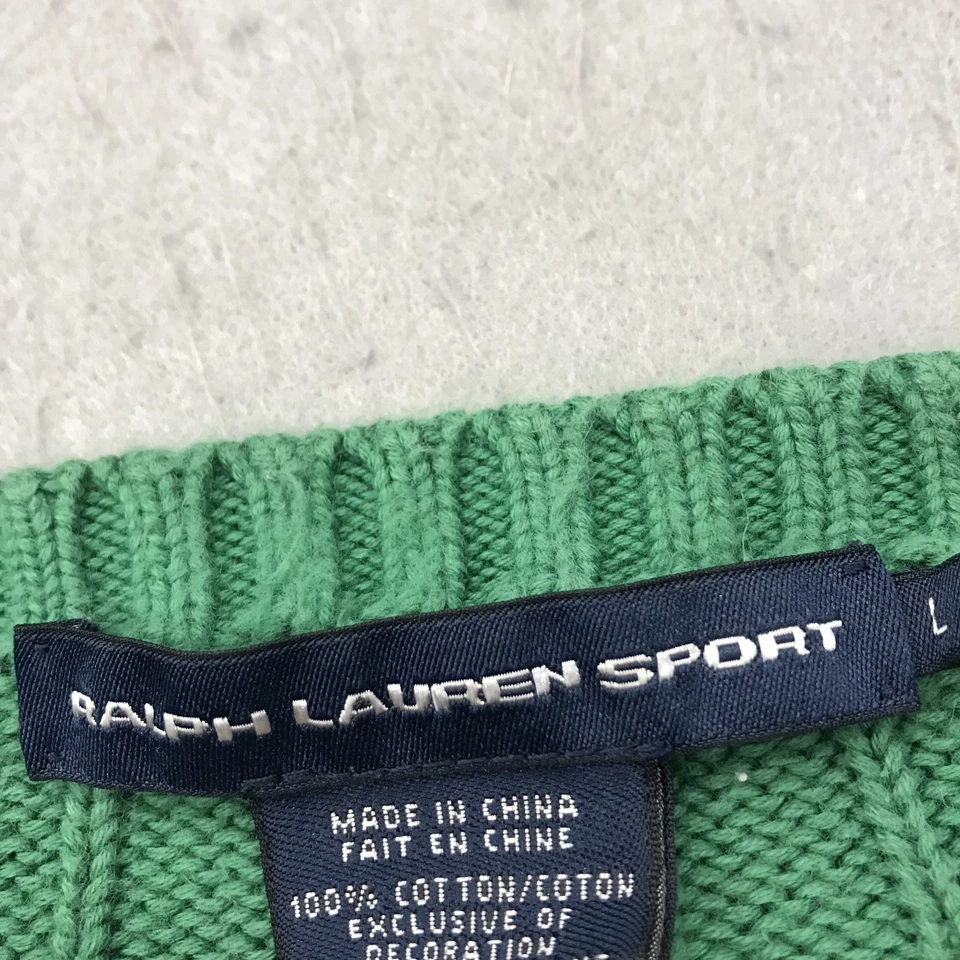 RALPH LAUREN SPORT
L
MADE IN CHINA
FAIT EN CHINE
100% COTTON/COTON
EXCLUSIVE OF
DECORATION